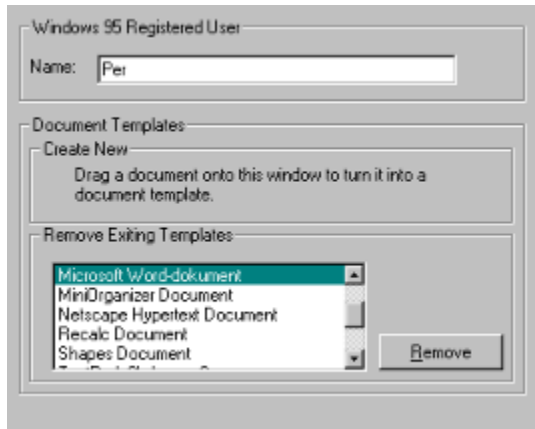 Windows 95 Registered User
Name: Per
Document Templates
Create New
Drag a document onto this window to turn it into a
document template.
Remove Exiting Templates
Microsoft Word-dokument
MiniOrganizer Document
Netscape Hypertext Document
Recalc Document
Shapes Document
Remove